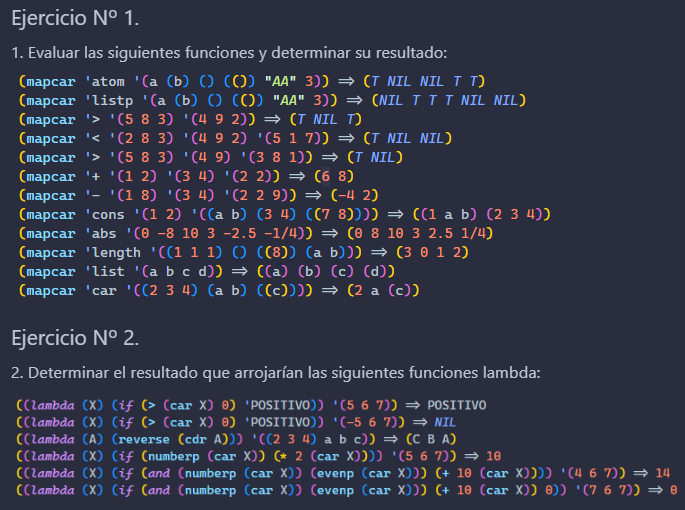 Ejercicio Nº 1.
1. Evaluar las siguientes funciones y determinar su resultado:
(mapcar 'atom '(a (b) () (()) "AA" 3)) ⇒ (T NIL NIL T T)
(mapcar 'listp '(a (b) () (()) "AA" 3)) ⇒ (NIL T T T NIL NIL)
(mapcar '> '(5 8 3) '(4 9 2)) ⇒ (T NIL T)
(mapcar '< '(2 8 3) '(4 9 2) '(5 1 7)) ⇒ (T NIL NIL)
(mapcar '> '(5 8 3) '(4 9) '(3 8 1)) ⇒ (T NIL)
(mapcar '+ '(1 2) '(3 4) '(2 2)) ⇒ (6 8)
(mapcar '- '(1 8) '(3 4) '(2 2 9)) ⇒ (-4 2)
(mapcar 'cons '(1 2) '((a b) (3 4) ((7 8)))) ⇒ ((1 a b) (2 3 4))
(mapcar 'abs '(0 -8 10 3 -2.5 -1/4)) ⇒ (0 8 10 3 2.5 1/4)
(mapcar 'length '((1 1 1) () ((8)) (a b))) ⇒ (3 0 1 2)
(mapcar 'list '(a b c d)) ⇒ ((a) (b) (c) (d))
(mapcar 'car '((2 3 4) (a b) ((c)))) ⇒ (2 a (c))
Ejercicio Nº 2.
2. Determinar el resultado que arrojarían las siguientes funciones lambda:
((lambda (X) (if (> (car X) 0) 'POSITIVO)) '(5 6 7)) ⇒ POSITIVO
((lambda (X) (if (> (car X) 0) 'POSITIVO)) '(-5 6 7)) ⇒ NIL
((lambda (A) (reverse (cdr A))) '((2 3 4) a b c)) ⇒ (C B A)
((lambda (X) (if (numberp (car X)) (* 2 (car X)))) '(5 6 7)) ⇒ 10
((lambda (X) (if (and (numberp (car X)) (evenp (car X))) (+ 10 (car X)))) '(4 6 7)) ⇒ 14
((lambda (X) (if (and (numberp (car X)) (evenp (car X))) (+ 10 (car X)) 0)) '(7 6 7)) ⇒ 0